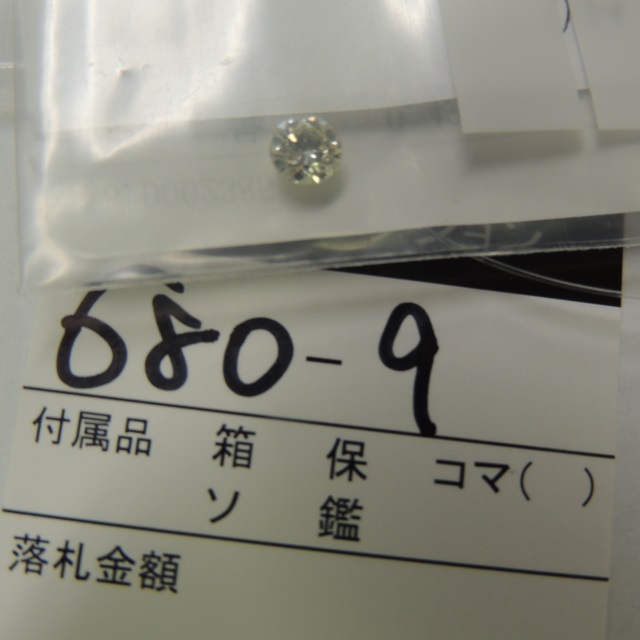 680-9
付属品 箱 保 コマ( )
ソ 鑑
落札金額